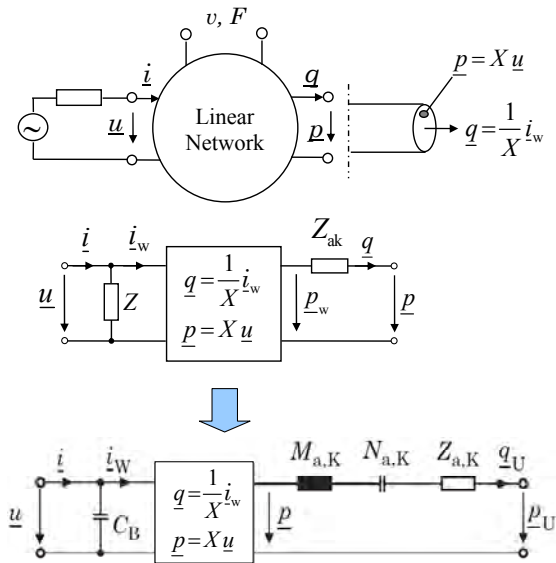 v, F
i
q
u
Linear
Network
p
p = X u
q = 1/X i_w
i
i_w
Z_ak
q
u
Z
q = 1/X i_w
p = X u
p_w
p
i
i_W
M_a,K
N_a,K
Z_a,K
q_U
u
C_B
q = 1/X i_w
p = X u
p
p_U